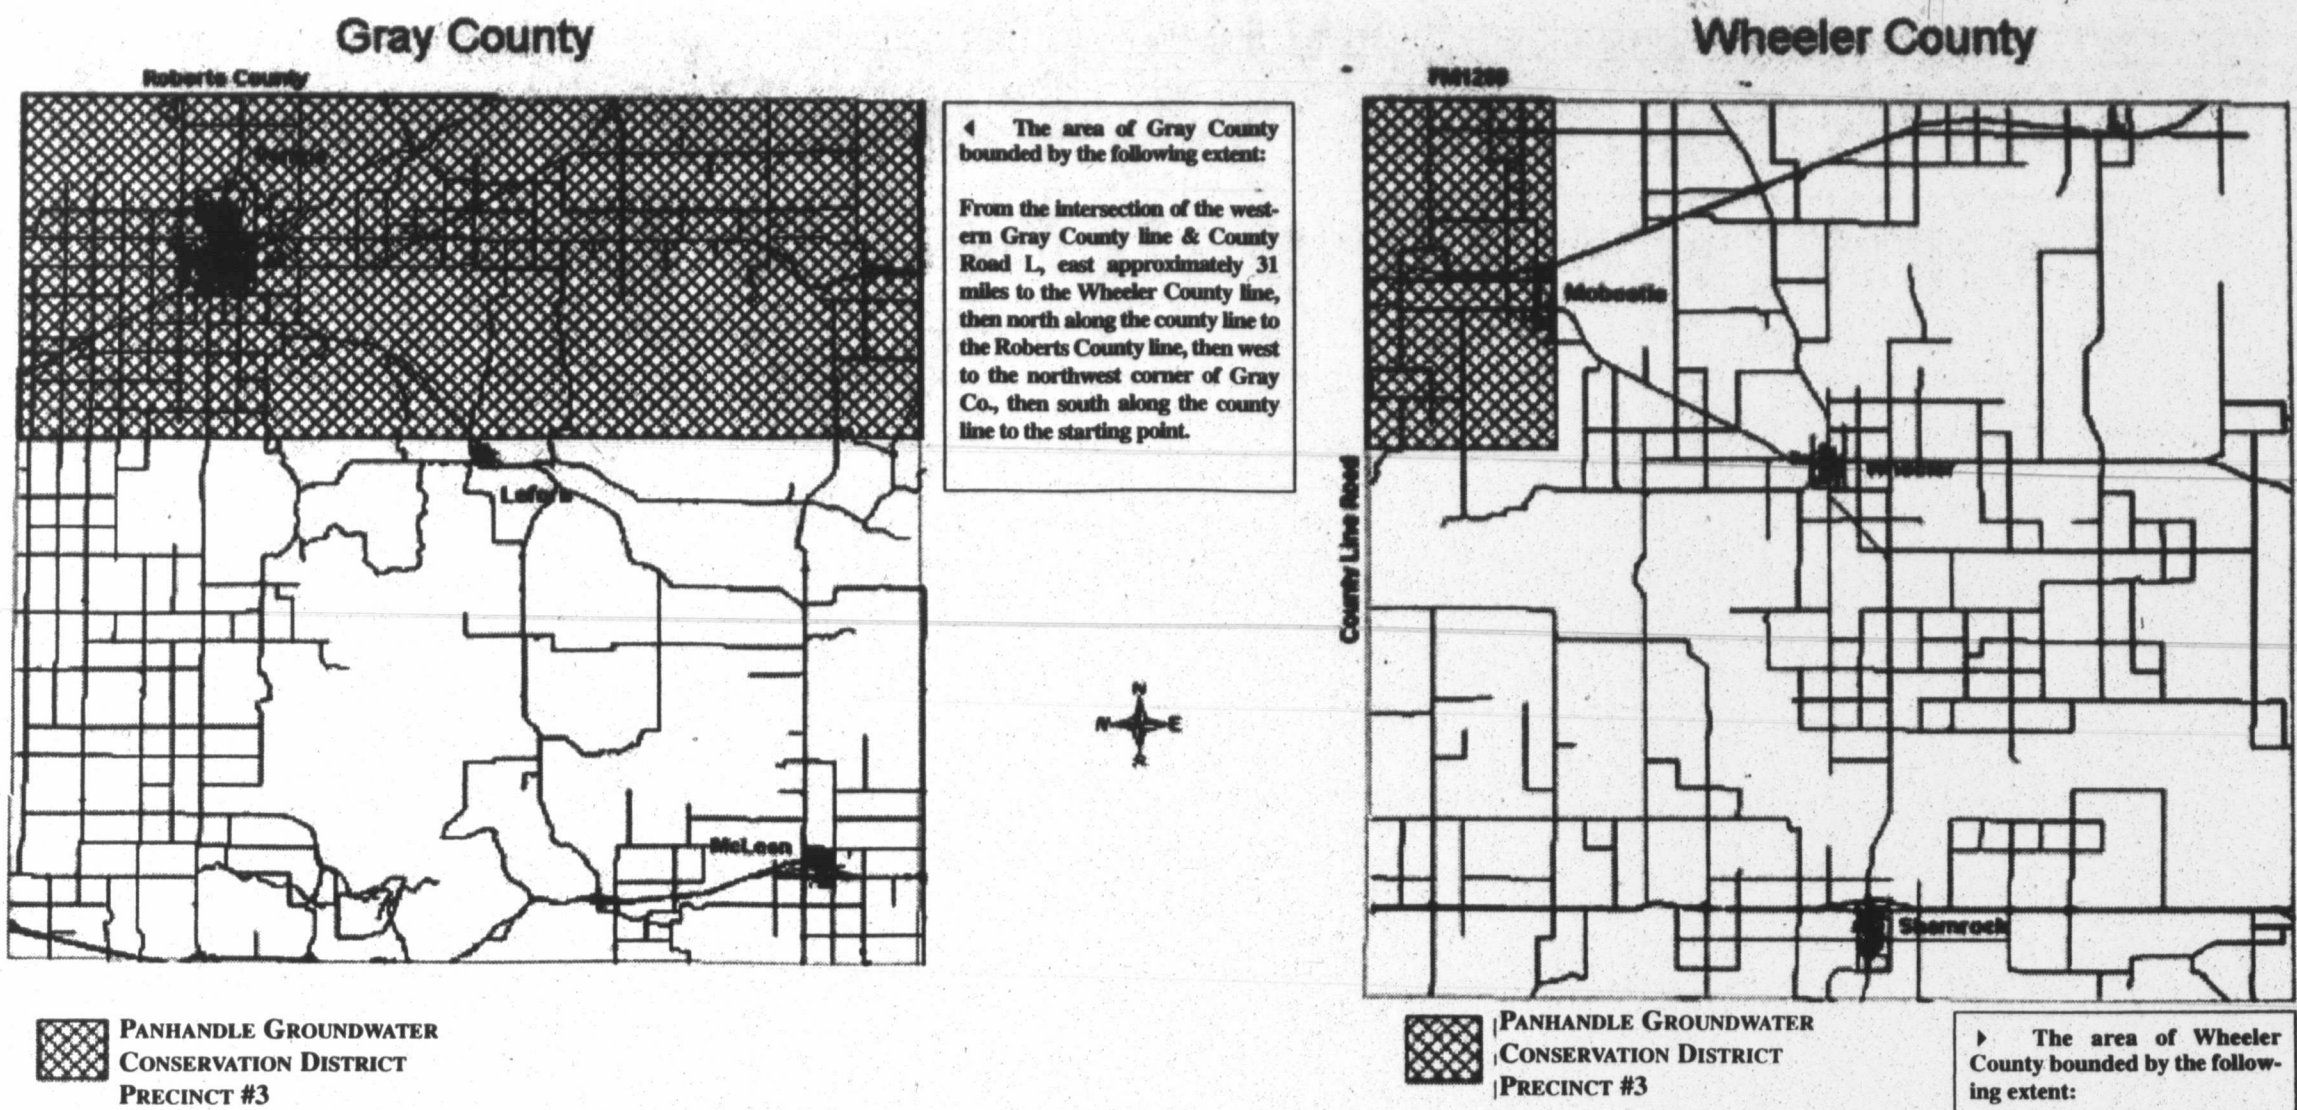 Gray County
Roberts County
◄ The area of Gray County
bounded by the following extent:
From the intersection of the west-
ern Gray County line & County
Road L, east approximately 31
miles to the Wheeler County line,
then north along the county line to
the Roberts County line, then west
to the northwest corner of Gray
Co., then south along the county
line to the starting point.
Lefors
McLean
PANHANDLE GROUNDWATER
CONSERVATION DISTRICT
PRECINCT #3
N
E
Wheeler County
Mobeetie
Wheeler
County Line Road
Shamrock
PANHANDLE GROUNDWATER
CONSERVATION DISTRICT
PRECINCT #3
► The area of Wheeler
County bounded by the follow-
ing extent: